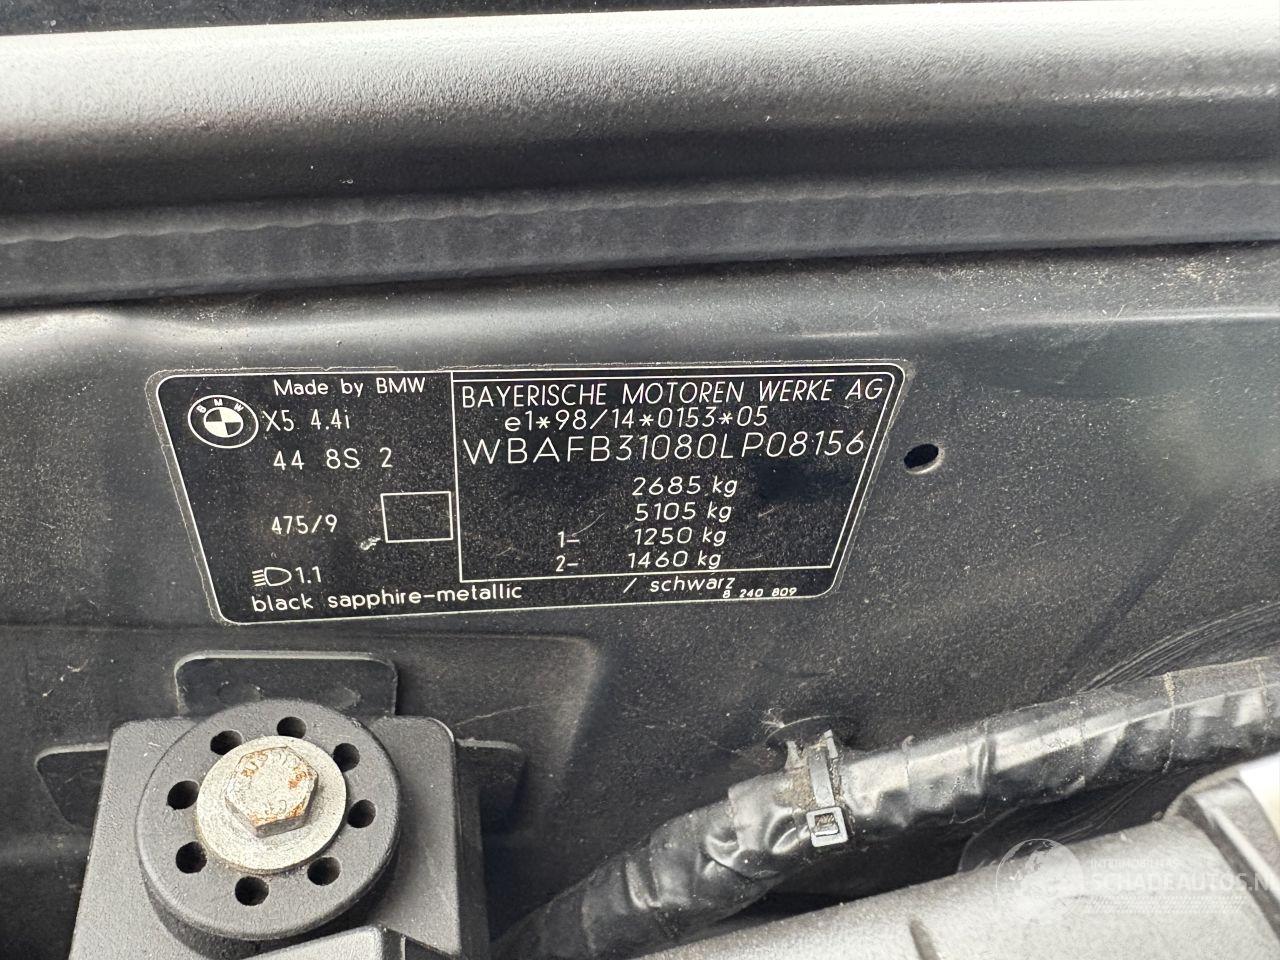 Made by BMW
BMW
X5 4.4i
44 8S 2
475/9
1.1
black sapphire-metallic / schwarz
8 240 809
BAYERISCHE MOTOREN WERKE AG
e1*98/14*0153*05
WBAFB31080LP08156
2685 kg
5105 kg
1- 1250 kg
2- 1460 kg
SCHADEAUTOS.N